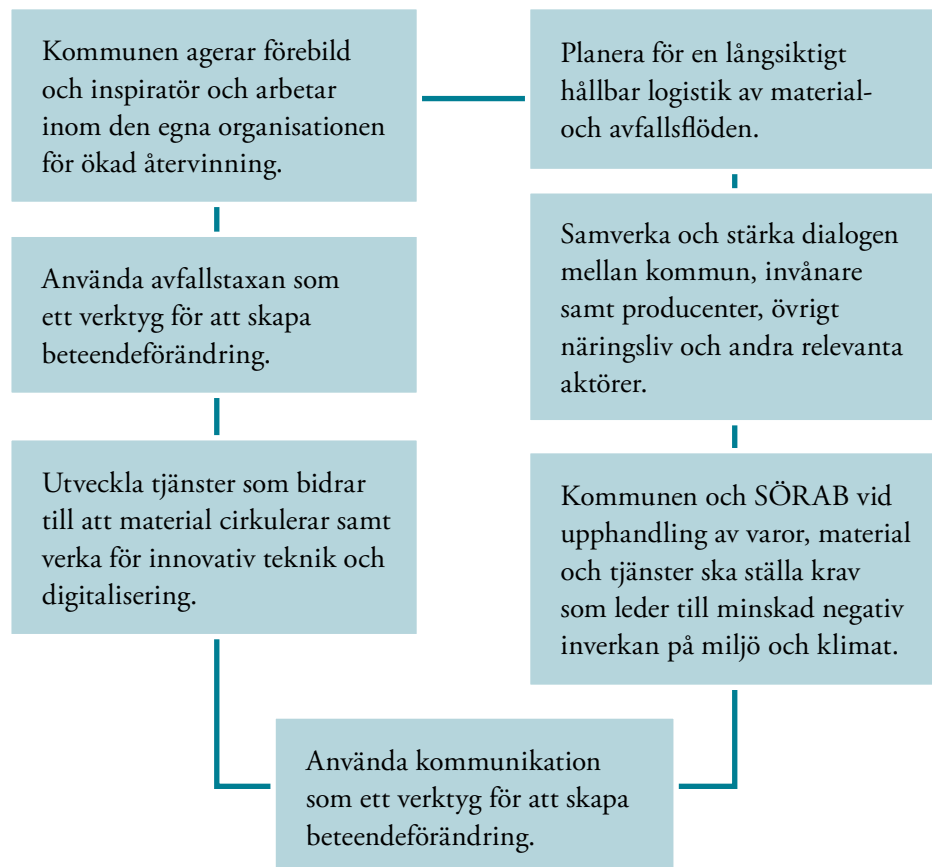 Kommunen agerar förebild
och inspiratör och arbetar
inom den egna organisationen
för ökad återvinning.
Planera för en långsiktigt
hållbar logistik av material-
och avfallsflöden.
Använda avfallstaxan som
ett verktyg för att skapa
beteendeförändring.
Samverka och stärka dialogen
mellan kommun, invånare
samt producenter, övrigt
näringsliv och andra relevanta
aktörer.
Utveckla tjänster som bidrar
till att material cirkulerar samt
verka för innovativ teknik och
digitalisering.
Kommunen och SÖRAB vid
upphandling av varor, material
och tjänster ska ställa krav
som leder till minskad negativ
inverkan på miljö och klimat.
Använda kommunikation
som ett verktyg för att skapa
beteendeförändring.